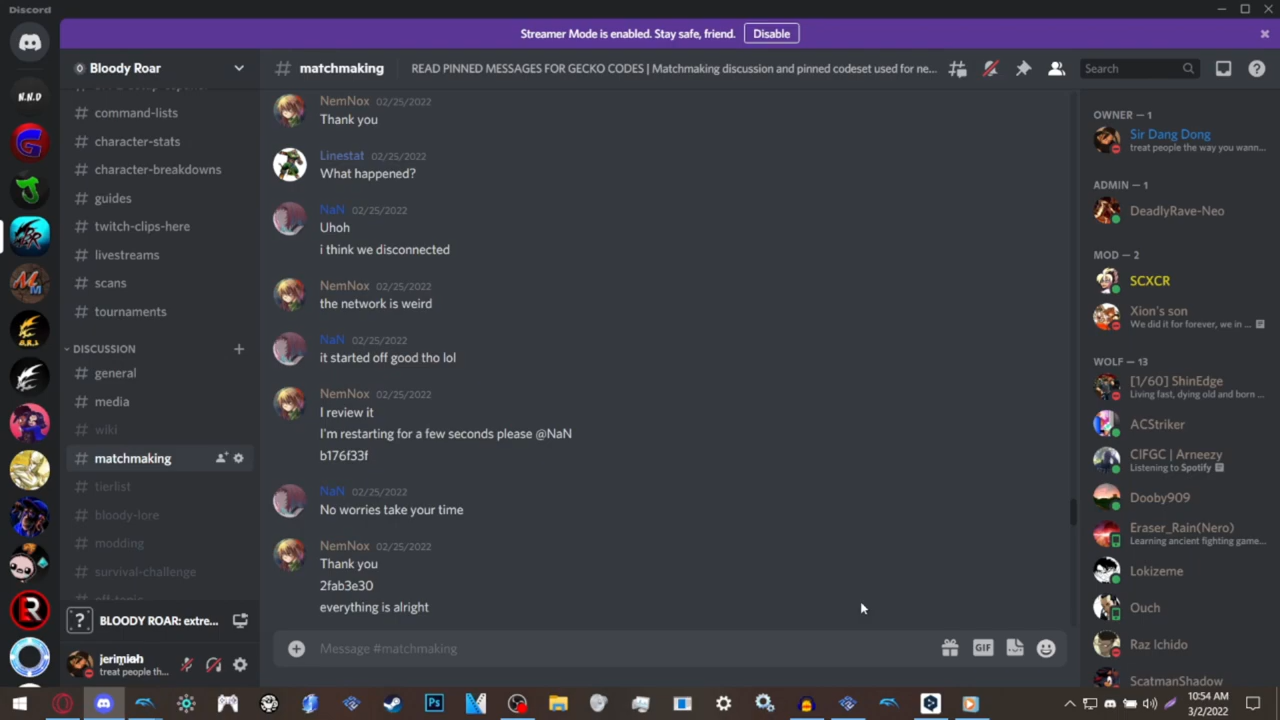 Discord
Streamer Mode is enabled. Stay safe, friend.
Disable
Bloody Roar
matchmaking
READ PINNED MESSAGES FOR GECKO CODES | Matchmaking discussion and pinned codeset used for ne...
Search
N.N.D
command-lists
character-stats
character-breakdowns
guides
twitch-clips-here
livestreams
scans
tournaments
DISCUSSION
general
media
wiki
matchmaking
tierlist
bloody-lore
modding
survival-challenge
off-topic
BLOODY ROAR: extre...
jerimiah
treat people th...
NemNox 02/25/2022
Thank you
Linestat 02/25/2022
What happened?
NaN 02/25/2022
Uhoh
i think we disconnected
NemNox 02/25/2022
the network is weird
NaN 02/25/2022
it started off good tho lol
NemNox 02/25/2022
I review it
I'm restarting for a few seconds please @NaN
b176f33f
NaN 02/25/2022
No worries take your time
NemNox 02/25/2022
Thank you
2fab3e30
everything is alright
Message #matchmaking
GIF
OWNER — 1
Sir Dang Dong
treat people the way you wann...
ADMIN — 1
DeadlyRave-Neo
MOD — 2
SCXCR
Xion's son
We did it for forever, we in ...
WOLF — 13
[1/60] ShinEdge
Living fast, dying old and born ...
ACStriker
CIFGC | Arneezy
Listening to Spotify
Dooby909
Eraser_Rain(Nero)
Learning ancient fighting game...
Lokizeme
Ouch
Raz Ichido
ScatmanShadow
Ps
10:54 AM
3/2/2022